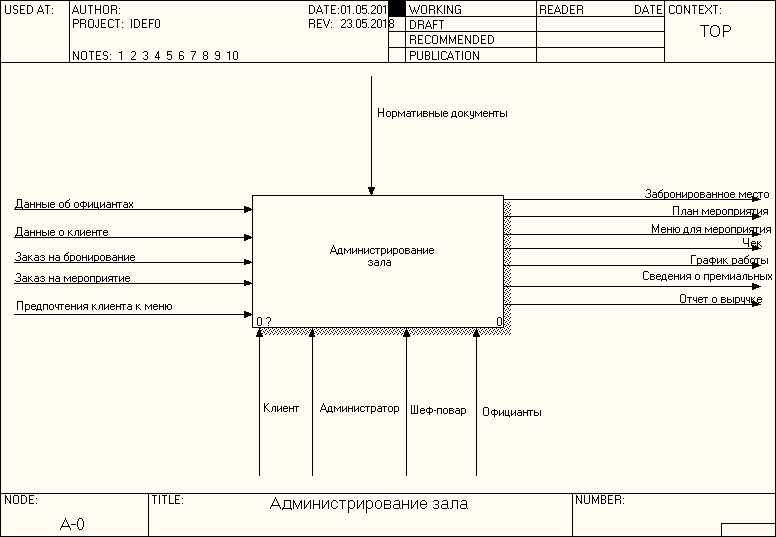 USED AT:
AUTHOR:
DATE:01.05.2018
WORKING
READER
DATE
CONTEXT:
PROJECT: IDEF0
REV: 23.05.2018
DRAFT
TOP
RECOMMENDED
NOTES: 1 2 3 4 5 6 7 8 9 10
PUBLICATION
Нормативные документы
Данные об официантах
Данные о клиенте
Заказ на бронирование
Заказ на мероприятие
Предпочтения клиента к меню
Администрирование
зала
0 ?
0
Забронированное место
План мероприятия
Меню для мероприятия
Чек
График работы
Сведения о премиальных
Отчет о выручке
Клиент
Администратор
Шеф-повар
Официанты
NODE:
A-0
TITLE:
Администрирование зала
NUMBER: